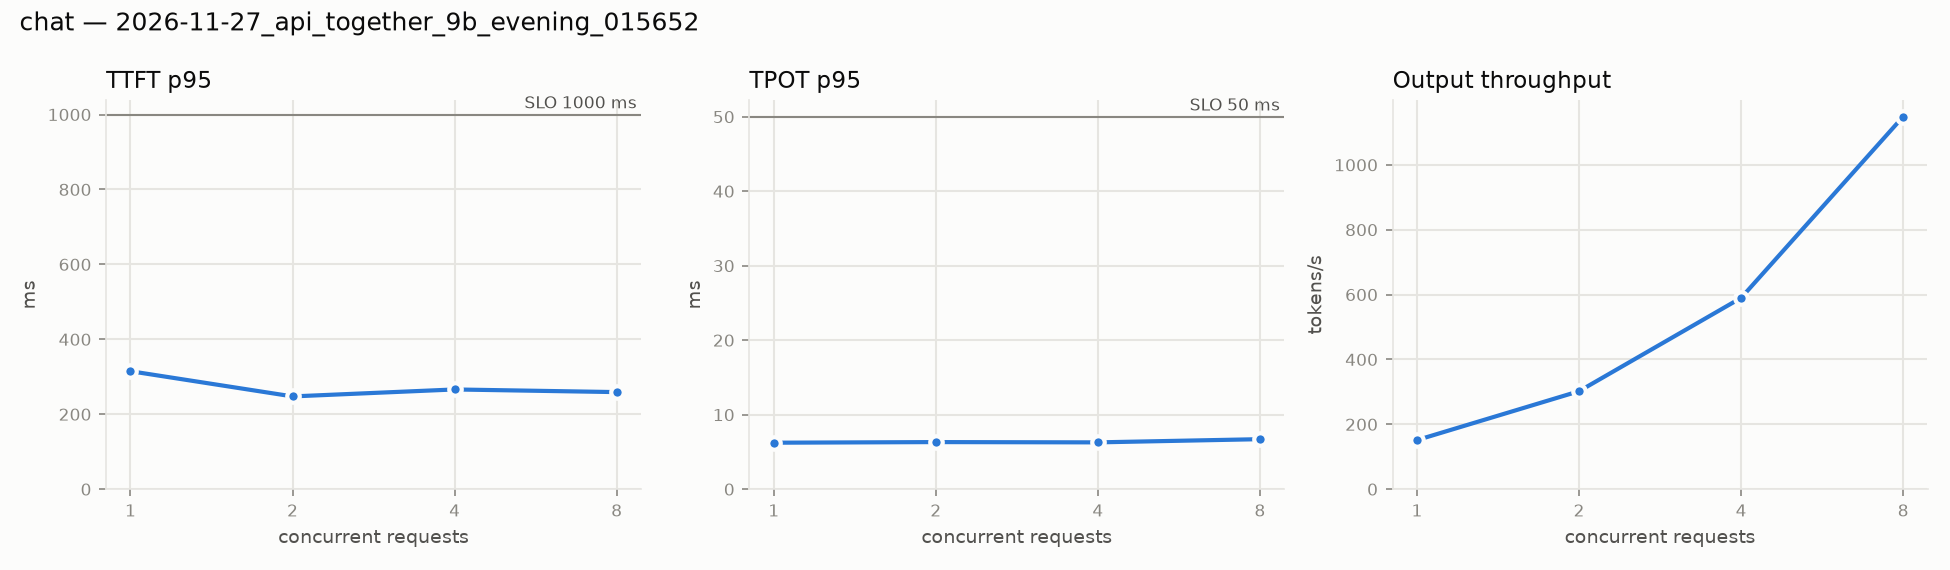 chat — 2026-11-27_api_together_9b_evening_015652
TTFT p95
SLO 1000 ms
1000
800
600
400
200
0
ms
1 2 4 8
concurrent requests
TPOT p95
SLO 50 ms
50
40
30
20
10
0
ms
1 2 4 8
concurrent requests
Output throughput
1000
800
600
400
200
0
tokens/s
1 2 4 8
concurrent requests